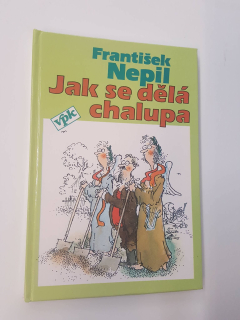 František
Nepil
Jak se dělá
chalupa
vpk